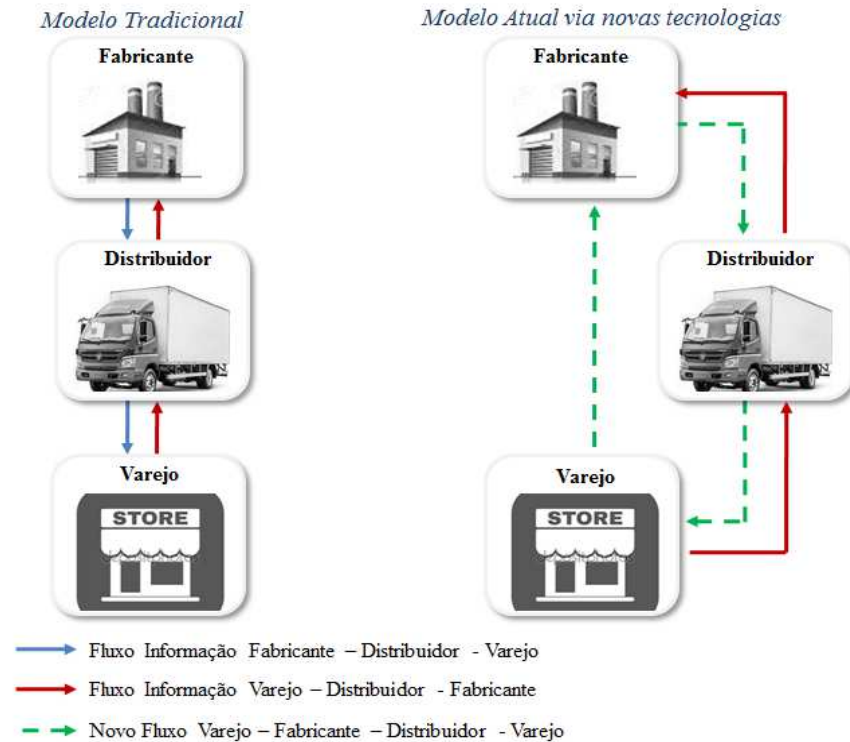 Modelo Tradicional
Modelo Atual via novas tecnologias
Fabricante
Distribuidor
Varejo
STORE
Fabricante
Distribuidor
Varejo
STORE
Fluxo Informação Fabricante – Distribuidor - Varejo
Fluxo Informação Varejo – Distribuidor - Fabricante
Novo Fluxo Varejo – Fabricante – Distribuidor - Varejo